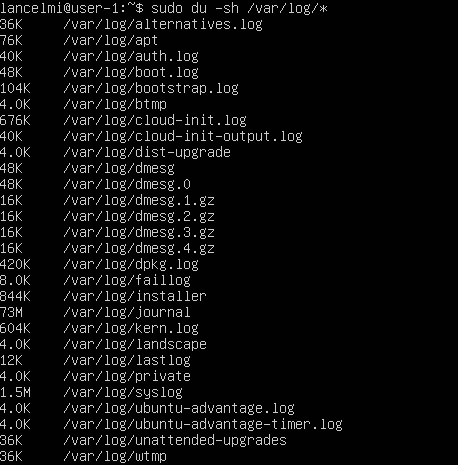 lancelmi@user-1:~$ sudo du -sh /var/log/*
36K /var/log/alternatives.log
76K /var/log/apt
40K /var/log/auth.log
48K /var/log/boot.log
104K /var/log/bootstrap.log
4.0K /var/log/btmp
676K /var/log/cloud-init.log
40K /var/log/cloud-init-output.log
4.0K /var/log/dist-upgrade
48K /var/log/dmesg
48K /var/log/dmesg.0
16K /var/log/dmesg.1.gz
16K /var/log/dmesg.2.gz
16K /var/log/dmesg.3.gz
16K /var/log/dmesg.4.gz
420K /var/log/dpkg.log
8.0K /var/log/faillog
844K /var/log/installer
73M /var/log/journal
604K /var/log/kern.log
4.0K /var/log/landscape
12K /var/log/lastlog
4.0K /var/log/private
1.5M /var/log/syslog
4.0K /var/log/ubuntu-advantage.log
4.0K /var/log/ubuntu-advantage-timer.log
36K /var/log/unattended-upgrades
36K /var/log/wtmp